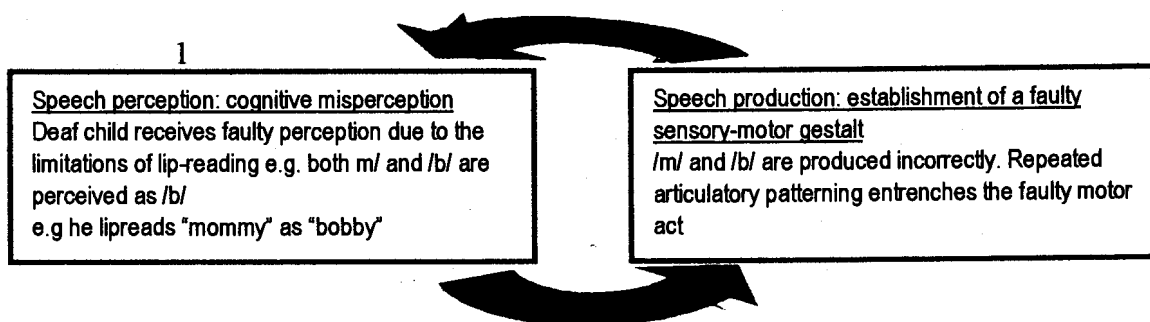 1
Speech perception: cognitive misperception
Deaf child receives faulty perception due to the
limitations of lip-reading e.g. both m/ and /b/ are
perceived as /b/
e.g he lipreads "mommy" as "bobby"
Speech production: establishment of a faulty
sensory-motor gestalt
/m/ and /b/ are produced incorrectly. Repeated
articulatory patterning entrenches the faulty motor
act